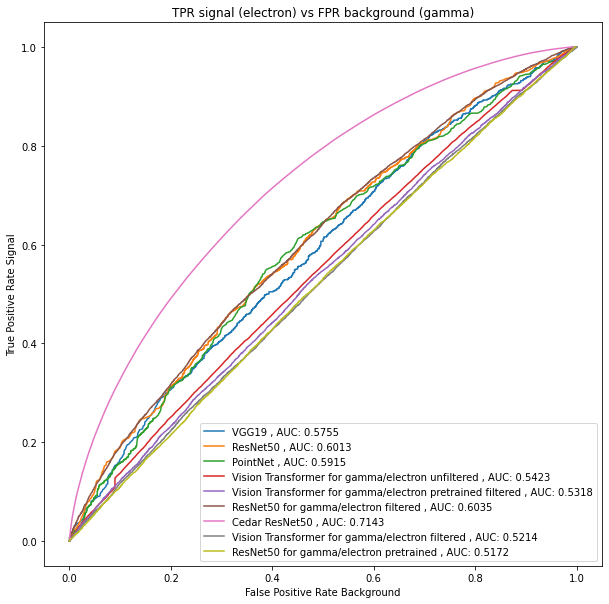 TPR signal (electron) vs FPR background (gamma)
1.0
0.8
0.6
0.4
0.2
0.0
True Positive Rate Signal
VGG19 , AUC: 0.5755
ResNet50 , AUC: 0.6013
PointNet , AUC: 0.5915
Vision Transformer for gamma/electron unfiltered , AUC: 0.5423
Vision Transformer for gamma/electron pretrained filtered , AUC: 0.5318
ResNet50 for gamma/electron filtered , AUC: 0.6035
Cedar ResNet50 , AUC: 0.7143
Vision Transformer for gamma/electron filtered , AUC: 0.5214
ResNet50 for gamma/electron pretrained , AUC: 0.5172
0.0 0.2 0.4 0.6 0.8 1.0
False Positive Rate Background